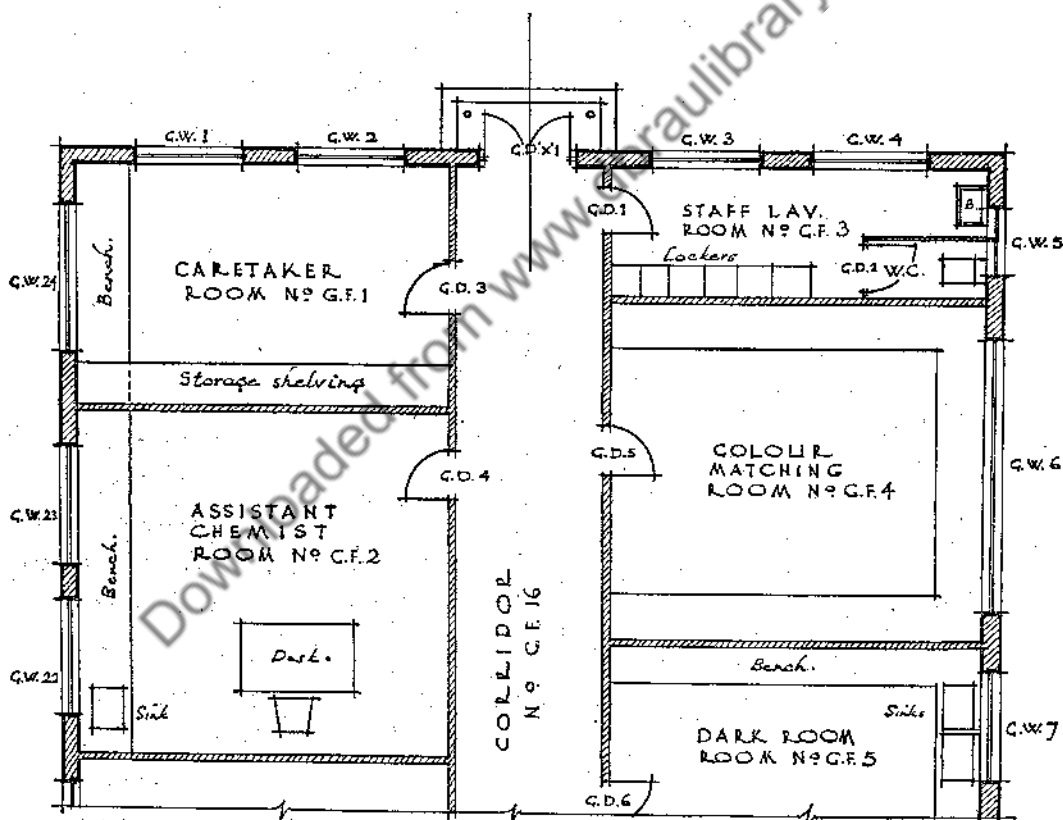 G.W. 1
G.W. 2
G.D.X1
G.W. 3
G.W. 4
G.D.1
STAFF LAV.
ROOM Nº G.F. 3
B.
G.W. 5
Lockers
G.D.2 W.C.
G.W. 24
Bench.
CARETAKER
ROOM Nº G.F.1
G.D. 3
Storage shelving
G.D.4
G.D.5
COLOUR
MATCHING
ROOM Nº G.F.4
G.W. 6
G.W. 23
ASSISTANT
CHEMIST
ROOM Nº G.F.2
Bench.
CORRIDOR
Nº G.F. 16
Desk.
G.W. 22
Sink
Bench.
Sinks
DARK ROOM
ROOM Nº G.F.5
G.W. 7
G.D.6
Downloaded from www.abraulibrary